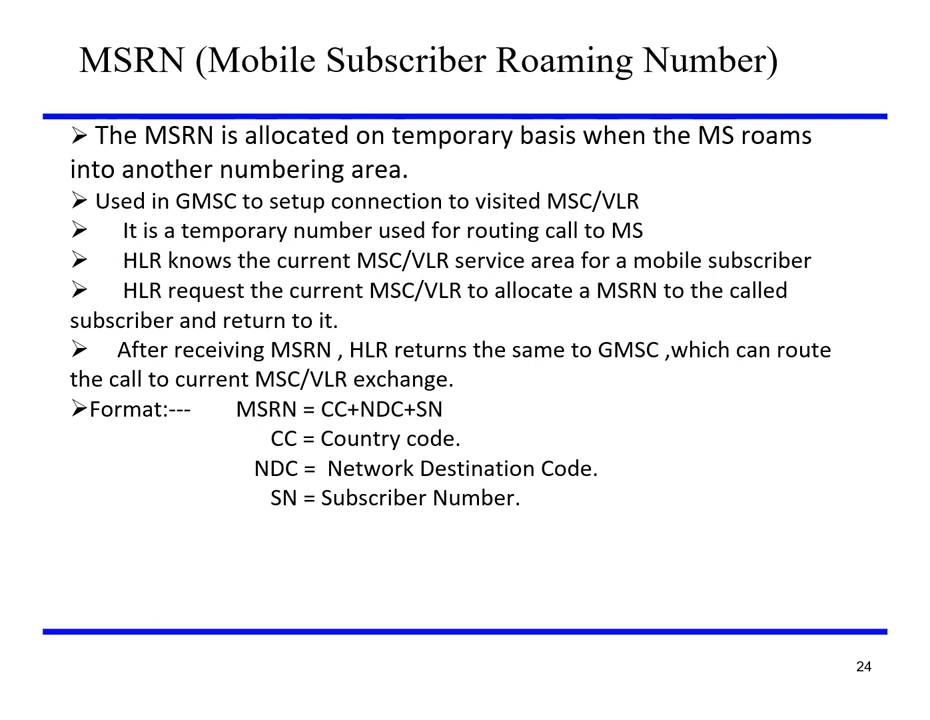 MSRN (Mobile Subscriber Roaming Number)
➢ The MSRN is allocated on temporary basis when the MS roams
into another numbering area.
➢ Used in GMSC to setup connection to visited MSC/VLR
➢ It is a temporary number used for routing call to MS
➢ HLR knows the current MSC/VLR service area for a mobile subscriber
➢ HLR request the current MSC/VLR to allocate a MSRN to the called
subscriber and return to it.
➢ After receiving MSRN , HLR returns the same to GMSC ,which can route
the call to current MSC/VLR exchange.
➢Format:--- MSRN = CC+NDC+SN
CC = Country code.
NDC = Network Destination Code.
SN = Subscriber Number.
24